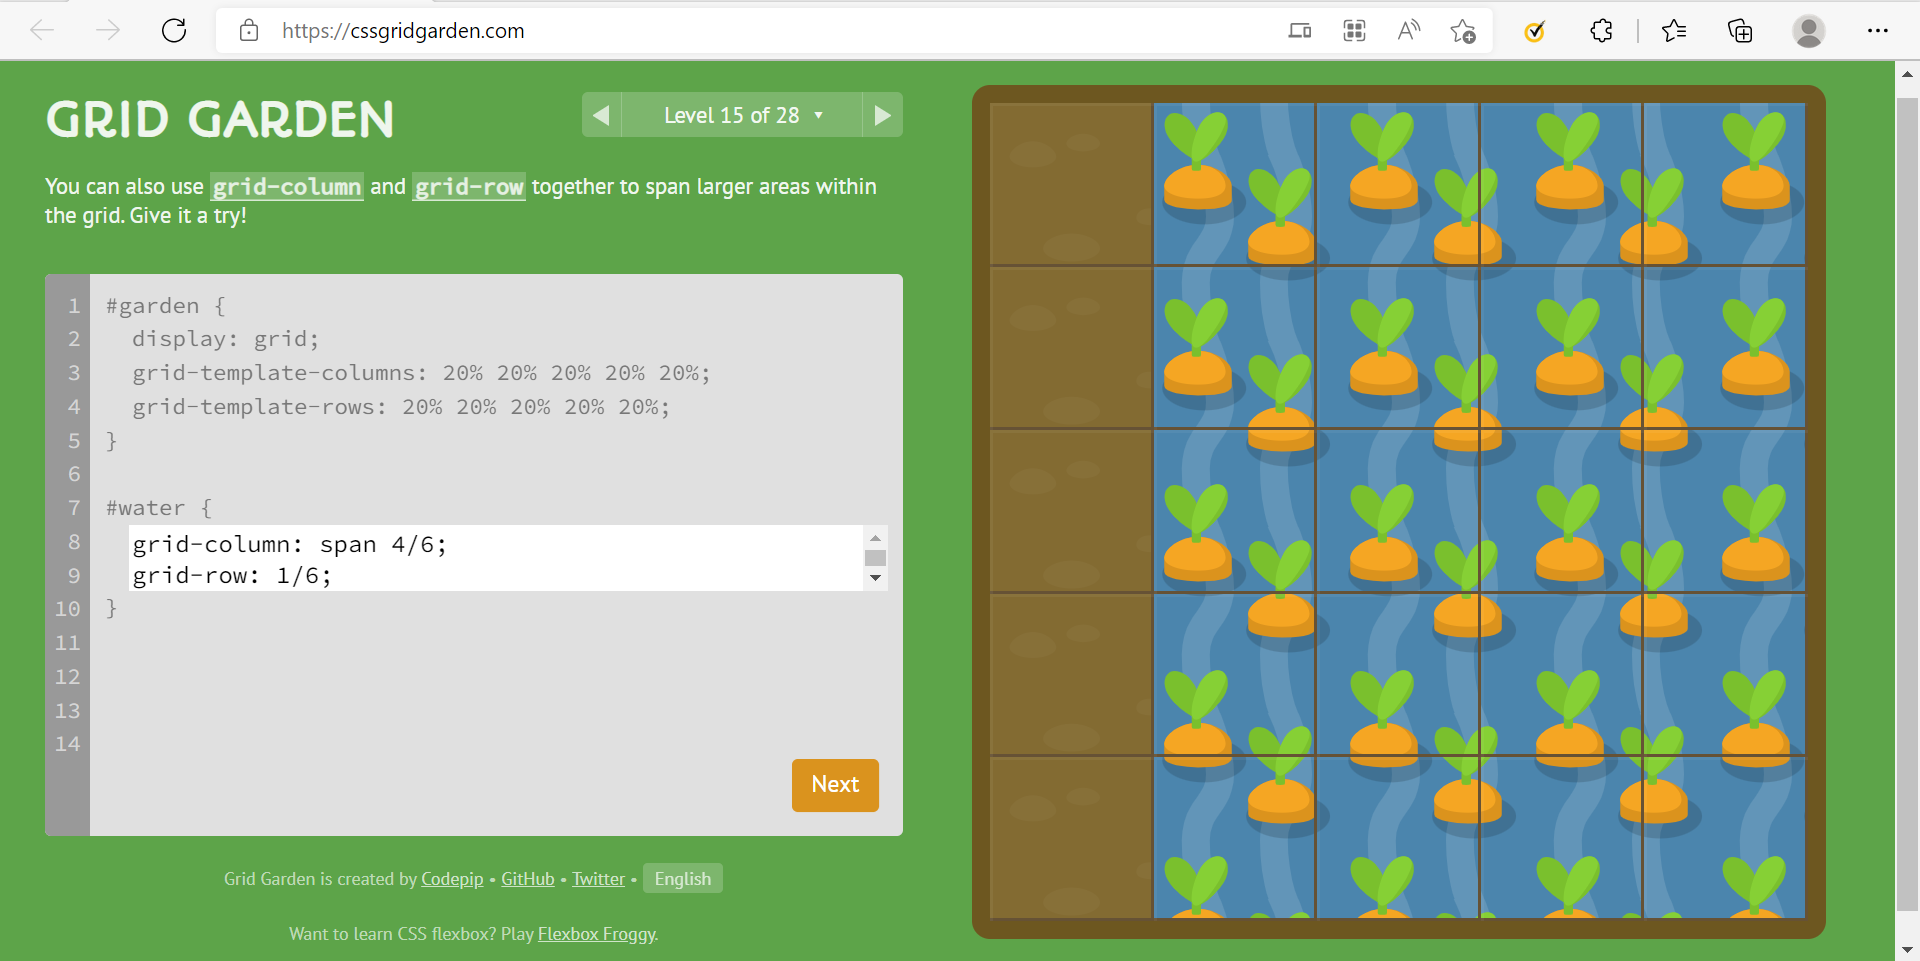 https://cssgridgarden.com
GRID GARDEN
Level 15 of 28
You can also use grid-column and grid-row together to span larger areas within
the grid. Give it a try!
1 #garden {
2 display: grid;
3 grid-template-columns: 20% 20% 20% 20% 20%;
4 grid-template-rows: 20% 20% 20% 20% 20%;
5 }
6
7 #water {
8 grid-column: span 4/6;
9 grid-row: 1/6;
10 }
11
12
13
14
Next
Grid Garden is created by Codepip • GitHub • Twitter • English
Want to learn CSS flexbox? Play Flexbox Froggy.